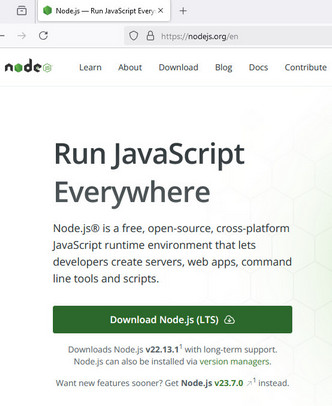 Node.js — Run JavaScript Every
https://nodejs.org/en
node
Learn About Download Blog Docs Contribute
Run JavaScript
Everywhere
Node.js® is a free, open-source, cross-platform
JavaScript runtime environment that lets
developers create servers, web apps, command
line tools and scripts.
Download Node.js (LTS)
Downloads Node.js v22.13.1¹ with long-term support.
Node.js can also be installed via version managers.
Want new features sooner? Get Node.js v23.7.0 ↗¹ instead.